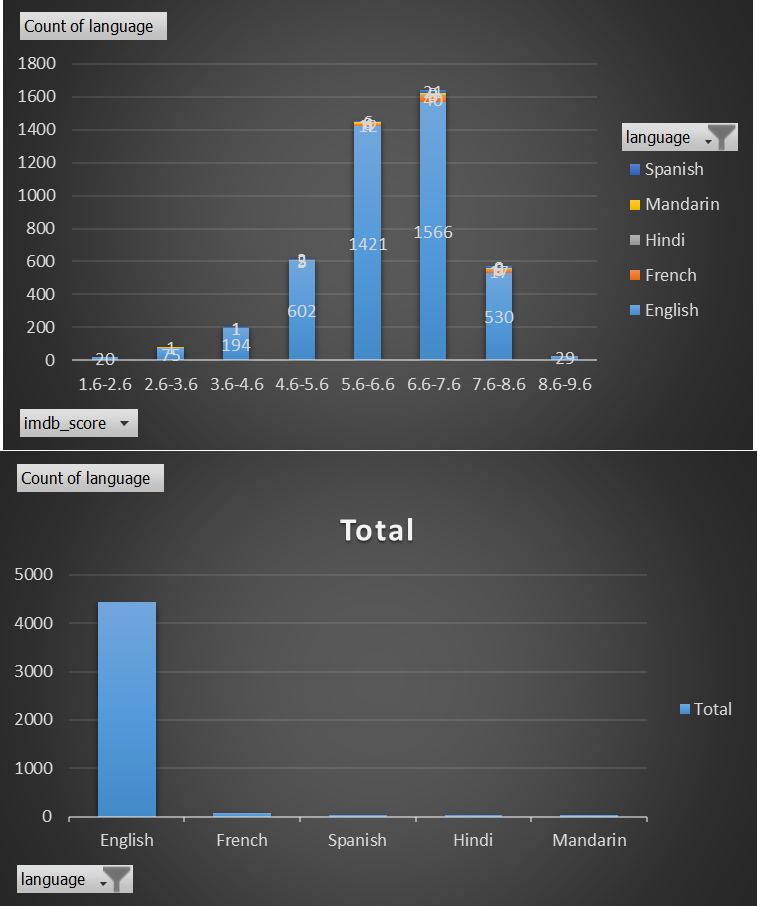 Count of language
1800
1600
1400
1200
1000
800
600
400
200
0
20
1
75
1
194
602
1421
12
1566
21
40
530
17
29
1.6-2.6
2.6-3.6
3.6-4.6
4.6-5.6
5.6-6.6
6.6-7.6
7.6-8.6
8.6-9.6
language
Spanish
Mandarin
Hindi
French
English
imdb_score
Count of language
Total
5000
4000
3000
2000
1000
0
English
French
Spanish
Hindi
Mandarin
Total
language